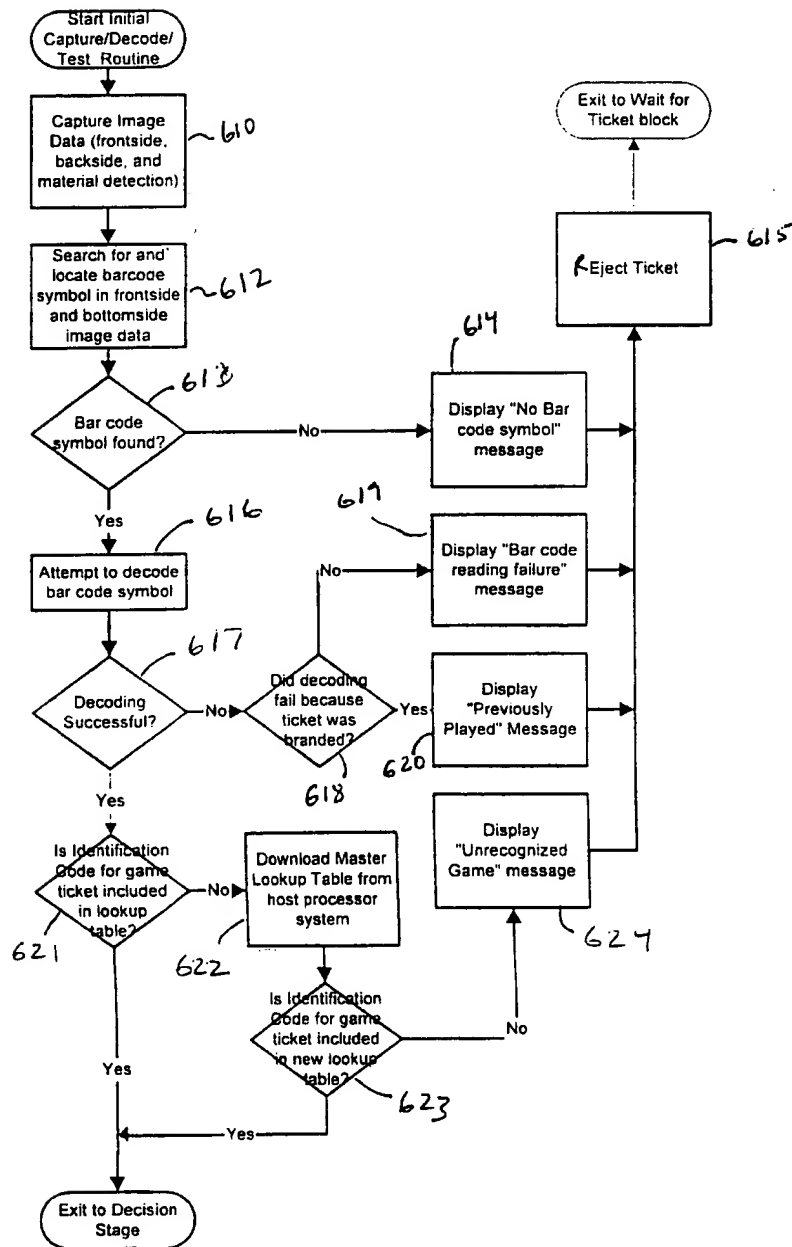 Start Initial
Capture/Decode/
Test Routine
Capture Image
Data (frontside,
backside, and
material detection)
610
Exit to Wait for
Ticket block
Search for and
locate barcode
symbol in frontside
and bottomside
image data
612
REject Ticket
615
Bar code
symbol found?
613
No
614
Display "No Bar
code symbol"
message
Yes
616
Attempt to decode
bar code symbol
619
Display "Bar code
reading failure"
message
No
617
Decoding
Successful?
No
Did decoding
fail because
ticket was
branded?
618
Yes
620
Display
"Previously
Played" Message
Yes
Is Identification
Code for game
ticket included
in lookup
table?
621
No
Download Master
Lookup Table from
host processor
system
622
Display
"Unrecognized
Game" message
624
Is Identification
Code for game
ticket included
in new lookup
table?
623
No
Yes
Yes
Exit to Decision
Stage